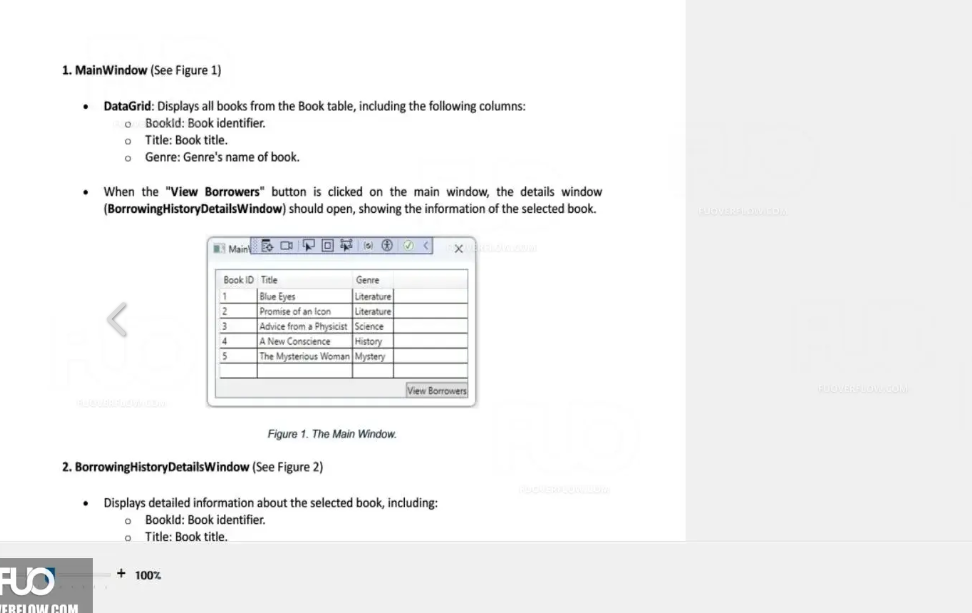 1. MainWindow (See Figure 1)
• DataGrid: Displays all books from the Book table, including the following columns:
o BookId: Book identifier.
o Title: Book title.
o Genre: Genre's name of book.
• When the "View Borrowers" button is clicked on the main window, the details window
(BorrowingHistoryDetailsWindow) should open, showing the information of the selected book.
Main
Book ID Title Genre
1 Blue Eyes Literature
2 Promise of an Icon Literature
3 Advice from a Physicist Science
4 A New Conscience History
5 The Mysterious Woman Mystery
View Borrowers
Figure 1. The Main Window.
2. BorrowingHistoryDetailsWindow (See Figure 2)
• Displays detailed information about the selected book, including:
o BookId: Book identifier.
o Title: Book title.
+ 100%
FUO
ERFLOW.COM
FUOVERFLOW.COM